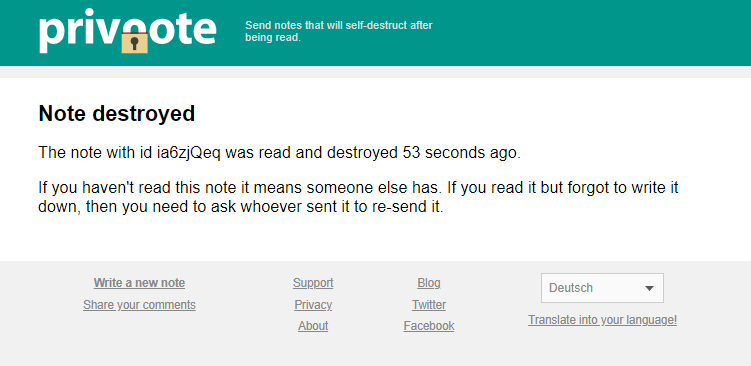 privnote
Send notes that will self-destruct after
being read.
Note destroyed
The note with id ia6zjQeq was read and destroyed 53 seconds ago.
If you haven't read this note it means someone else has. If you read it but forgot to write it
down, then you need to ask whoever sent it to re-send it.
Write a new note
Share your comments
Support
Privacy
About
Blog
Twitter
Facebook
Deutsch
Translate into your language!